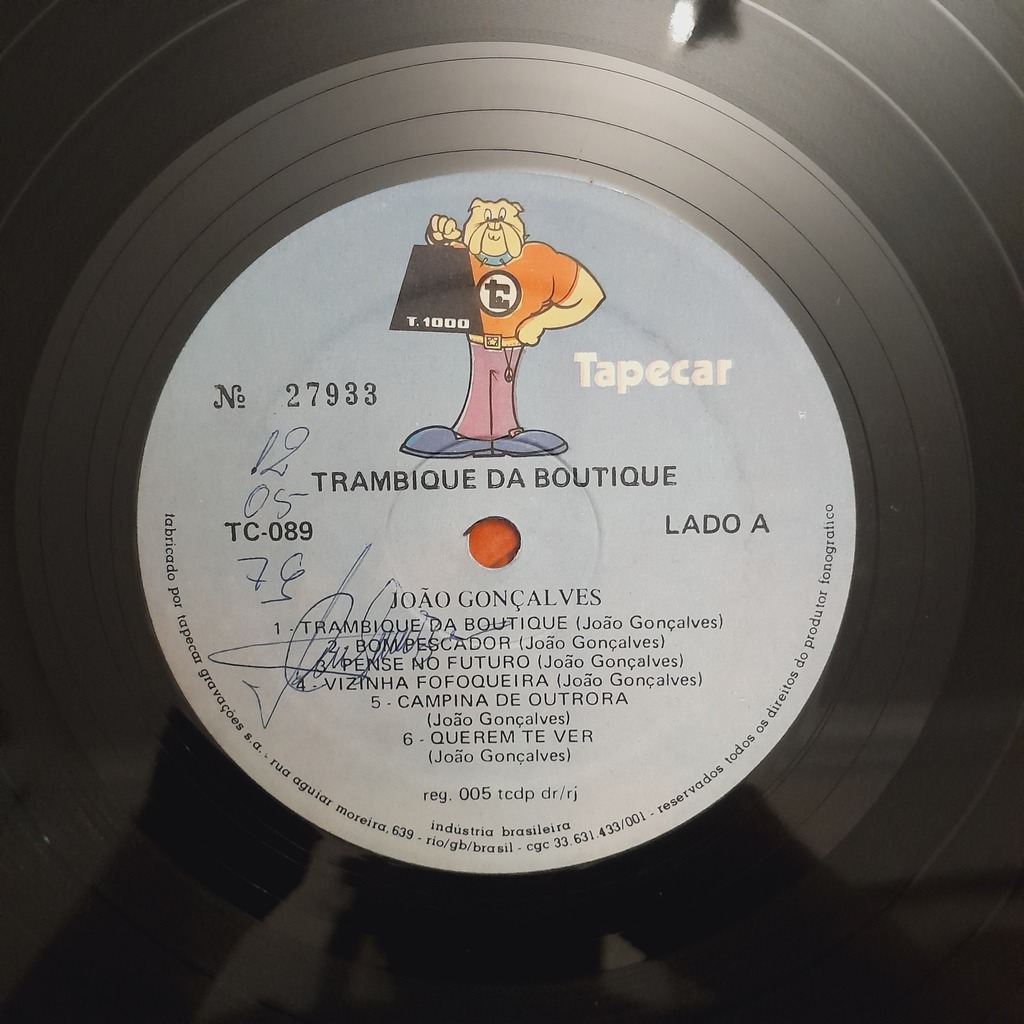 T.1000
Tapecar
Nº 27933
12
05
TRAMBIQUE DA BOUTIQUE
TC-089
LADO A
JOÃO GONÇALVES
1 - TRAMBIQUE DA BOUTIQUE (João Gonçalves)
2 - BOM PESCADOR (João Gonçalves)
3 - PENSE NO FUTURO (João Gonçalves)
4 - VIZINHA FOFOQUEIRA (João Gonçalves)
5 - CAMPINA DE OUTRORA
(João Gonçalves)
6 - QUEREM TE VER
(João Gonçalves)
reg. 005 tcdp dr/rj
indústria brasileira
fabricado por tapecar gravações s.a. - rua aguiar moreira, 639 - rio/gb/brasil - cgc 33.631.433/001 - reservados todos os direitos do produtor fonografico